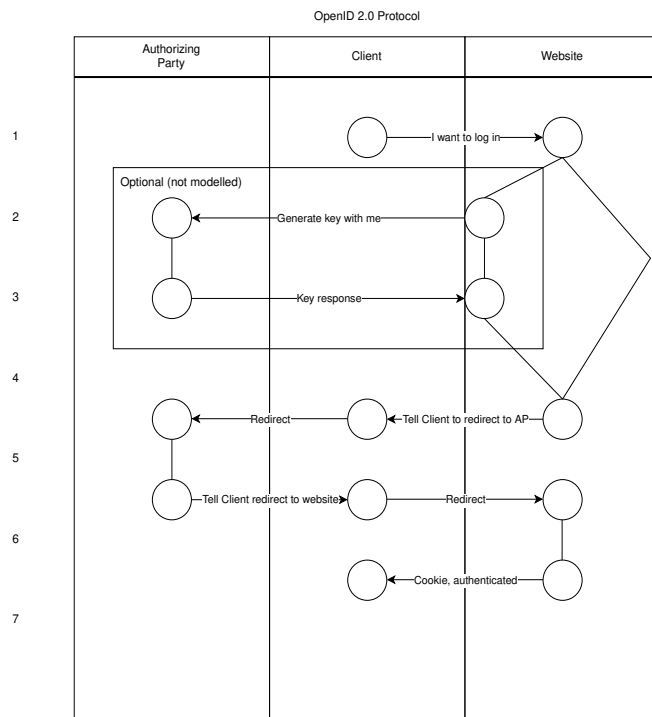 OpenID 2.0 Protocol
Authorizing
Party
Client
Website
1
I want to log in
Optional (not modelled)
2
Generate key with me
3
Key response
4
Redirect
Tell Client to redirect to AP
5
Tell Client redirect to website
Redirect
6
Cookie, authenticated
7